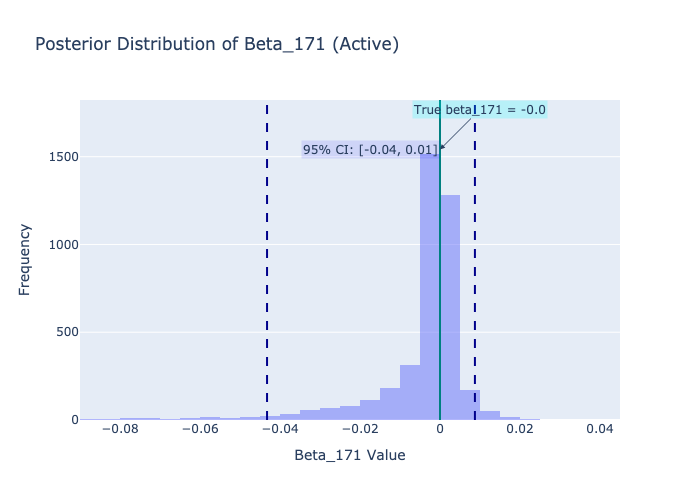 Posterior Distribution of Beta_171 (Active)
True beta_171 = -0.0
95% CI: [-0.04, 0.01]
1500
1000
500
0
Frequency
−0.08
−0.06
−0.04
−0.02
0
0.02
0.04
Beta_171 Value